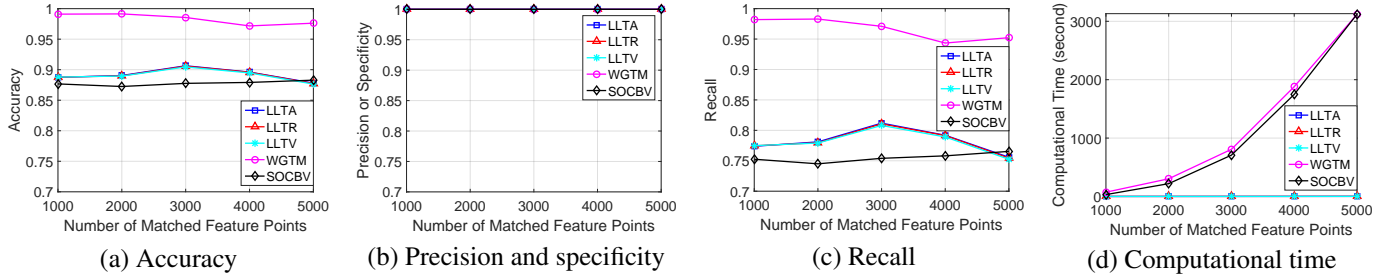 1
0.95
0.9
0.85
0.8
0.75
0.7
Accuracy
LLTA
LLTR
LLTV
WGTM
SOCBV
1000 2000 3000 4000 5000
Number of Matched Feature Points
(a) Accuracy
1
0.95
0.9
0.85
0.8
0.75
0.7
Precision or Specificity
LLTA
LLTR
LLTV
WGTM
SOCBV
1000 2000 3000 4000 5000
Number of Matched Feature Points
(b) Precision and specificity
1
0.95
0.9
0.85
0.8
0.75
0.7
Recall
LLTA
LLTR
LLTV
WGTM
SOCBV
1000 2000 3000 4000 5000
Number of Matched Feature Points
(c) Recall
3000
2000
1000
0
Computational Time (second)
LLTA
LLTR
LLTV
WGTM
SOCBV
1000 2000 3000 4000 5000
Number of Matched Feature Points
(d) Computational time